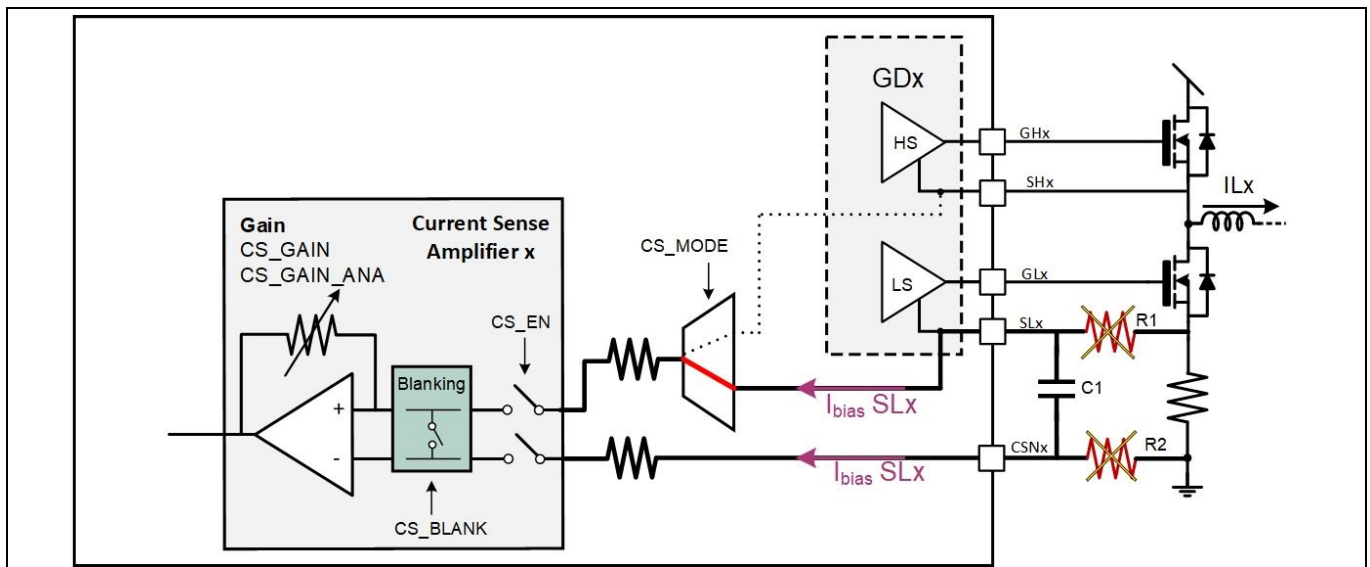 GDx
HS
GHx
SHx
ILx
Gain
CS_GAIN
CS_GAIN_ANA
Current Sense
Amplifier x
CS_MODE
LS
GLx
CS_EN
SLx
R1
Blanking
+
-
C1
Ibias SLx
CSNx
R2
Ibias SLx
CS_BLANK